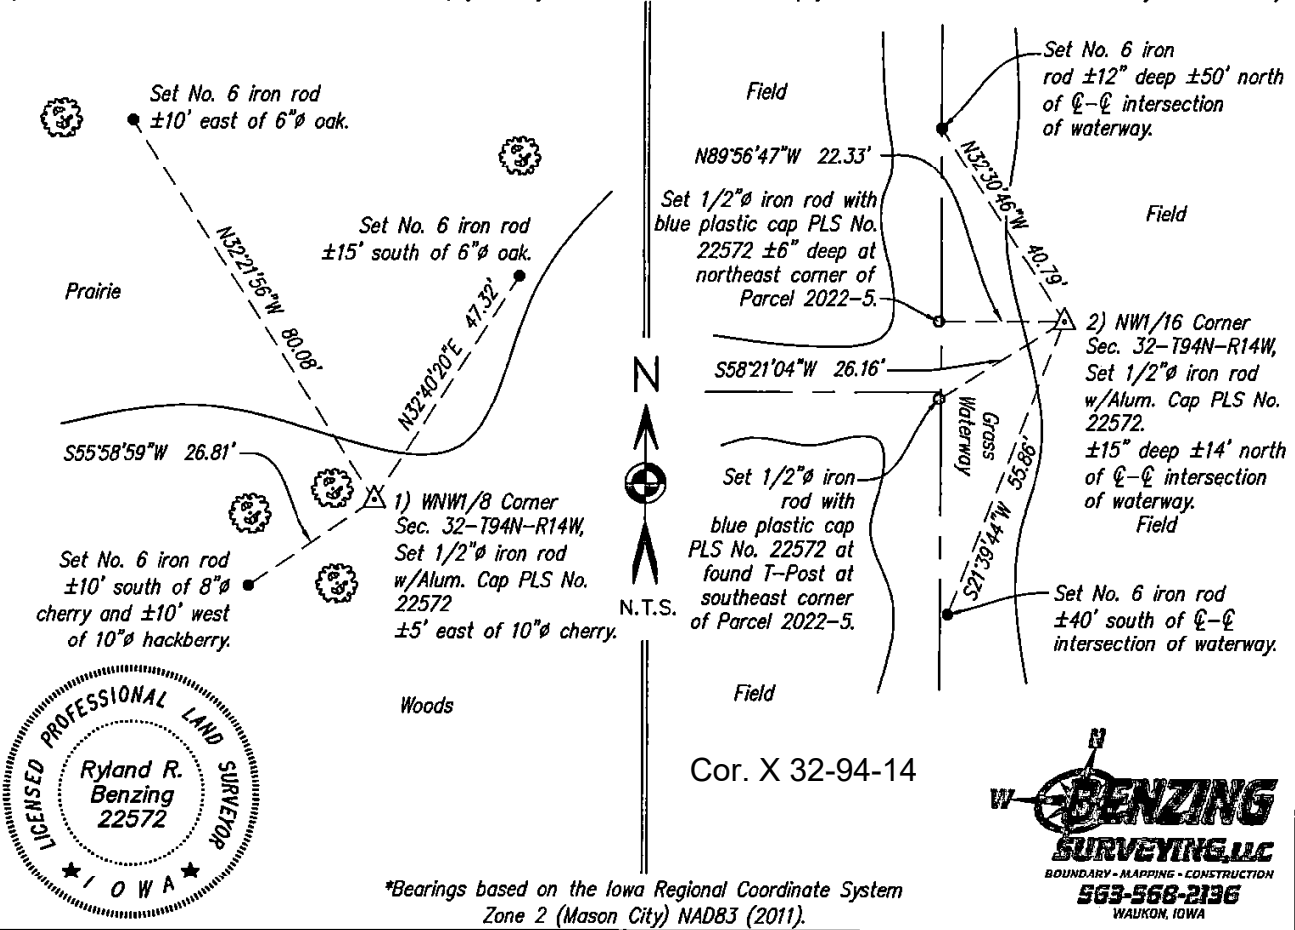 Set No. 6 iron rod
±10' east of 6"ø oak.
N32°21'56"W 80.08'
Set No. 6 iron rod
±15' south of 6"ø oak.
N32°40'20"E 47.32'
Prairie
S55°58'59"W 26.81'
1) WNW1/8 Corner
Sec. 32-T94N-R14W,
Set 1/2"ø iron rod
w/Alum. Cap PLS No.
22572
±5' east of 10"ø cherry.
Set No. 6 iron rod
±10' south of 8"ø
cherry and ±10' west
of 10"ø hackberry.
Woods
LICENSED PROFESSIONAL LAND SURVEYOR
Ryland R.
Benzing
22572
★ IOWA ★
N
N.T.S.
Field
Set No. 6 iron
rod ±12" deep ±50' north
of ℄-℄ intersection
of waterway.
N89°56'47"W 22.33'
N32°30'46"W 40.79'
Field
Set 1/2"ø iron rod with
blue plastic cap PLS No.
22572 ±6" deep at
northeast corner of
Parcel 2022-5.
S58°21'04"W 26.16'
2) NW1/16 Corner
Sec. 32-T94N-R14W,
Set 1/2"ø iron rod
w/Alum. Cap PLS No.
22572.
±15" deep ±14' north
of ℄-℄ intersection
of waterway.
Field
Grass
Waterway
S21°39'44"W 55.86'
Set 1/2"ø iron
rod with
blue plastic cap
PLS No. 22572 at
found T-Post at
southeast corner
of Parcel 2022-5.
Set No. 6 iron rod
±40' south of ℄-℄
intersection of waterway.
Field
Cor. X 32-94-14
N
W
BENZING
SURVEYING, LLC
BOUNDARY - MAPPING - CONSTRUCTION
563-568-2136
WAUKON, IOWA
*Bearings based on the Iowa Regional Coordinate System
Zone 2 (Mason City) NAD83 (2011).